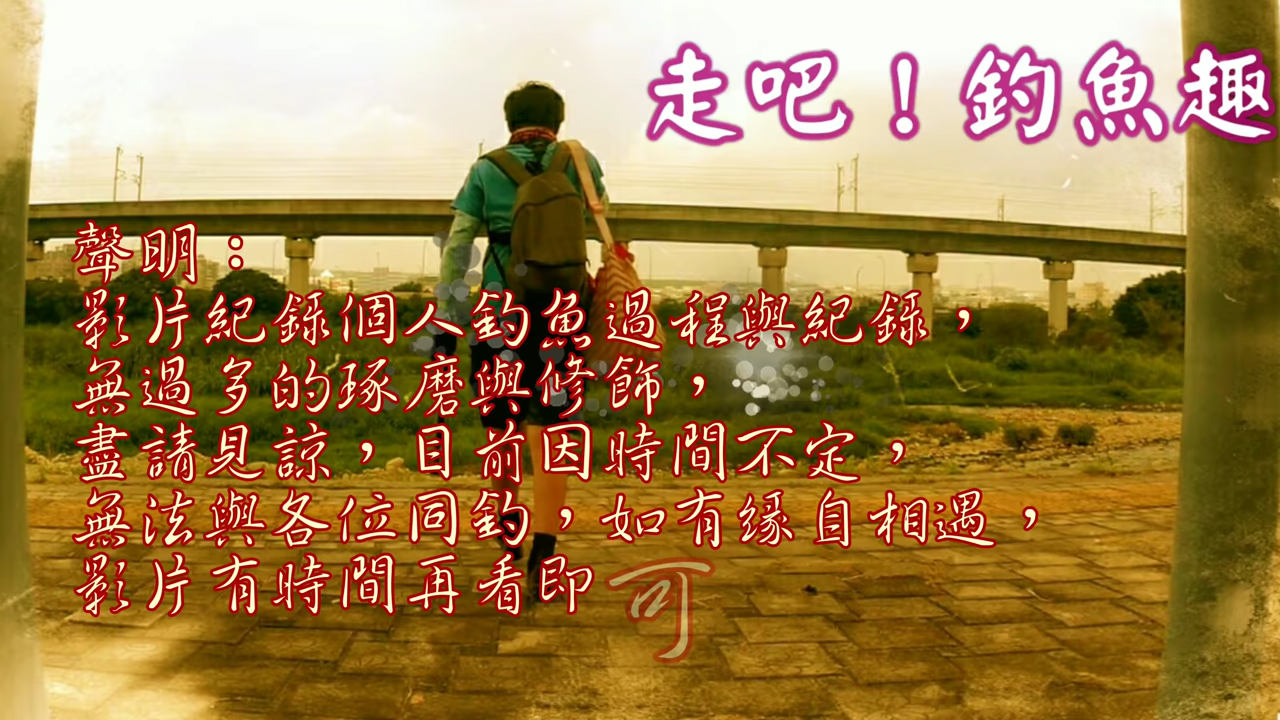 走吧！釣魚趣
聲明：
影片紀錄個人釣魚過程與紀錄，
無過多的琢磨與修飾，
盡請見諒，目前因時間不定，
無法與各位同釣，如有緣自相遇，
影片有時間再看即可